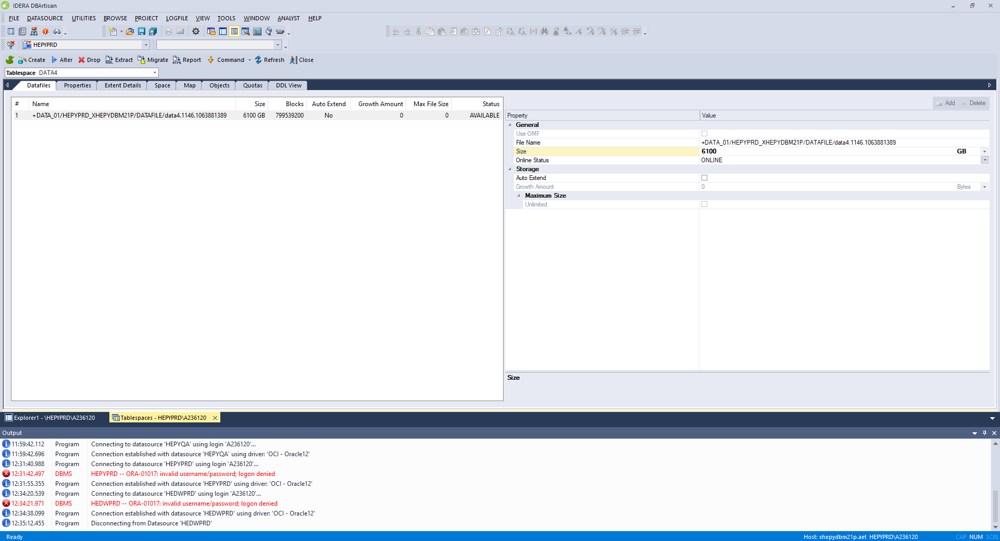 IDERA DBArtisan
FILE DATASOURCE UTILITIES BROWSE PROJECT LOGFILE VIEW TOOLS WINDOW ANALYST HELP
HEPYPRD
Create Alter Drop Extract Migrate Report Command Refresh Close
Tablespace DATA4
Datafiles Properties Extent Details Space Map Objects Quotas DDL View
# Name Size Blocks Auto Extend Growth Amount Max File Size Status
1 +DATA_01/HEPYPRD_XHEPYDBM21P/DATAFILE/data4.1146.1063881389 6100 GB 799539200 No 0 0 AVAILABLE
Add Delete
Property Value
General
Use OMF
File Name +DATA_01/HEPYPRD_XHEPYDBM21P/DATAFILE/data4.1146.1063881389
Size 6100 GB
Online Status ONLINE
Storage
Auto Extend
Growth Amount 0 Bytes
Maximum Size
Unlimited
Size
Explorer1 - \HEPYPRD\A236120 Tablespaces - HEPYPRD\A236120
Output
11:59:42.112 Program Connecting to datasource 'HEPYQA' using login 'A236120'...
11:59:42.696 Program Connection established with datasource 'HEPYQA' using driver: 'OCI - Oracle12'
12:31:40.988 Program Connecting to datasource 'HEPYPRD' using login 'A236120'...
12:31:42.497 DBMS HEPYPRD -- ORA-01017: invalid username/password; logon denied
12:31:55.355 Program Connection established with datasource 'HEPYPRD' using driver: 'OCI - Oracle12'
12:34:20.539 Program Connecting to datasource 'HEDWPRD' using login 'A236120'...
12:34:21.971 DBMS HEDWPRD -- ORA-01017: invalid username/password; logon denied
12:34:38.099 Program Connection established with datasource 'HEDWPRD' using driver: 'OCI - Oracle12'
12:35:12.455 Program Disconnecting from Datasource 'HEDWPRD'
Ready Host: xhepydbm21p.aet HEPYPRD\A236120 CAP NUM SCRL